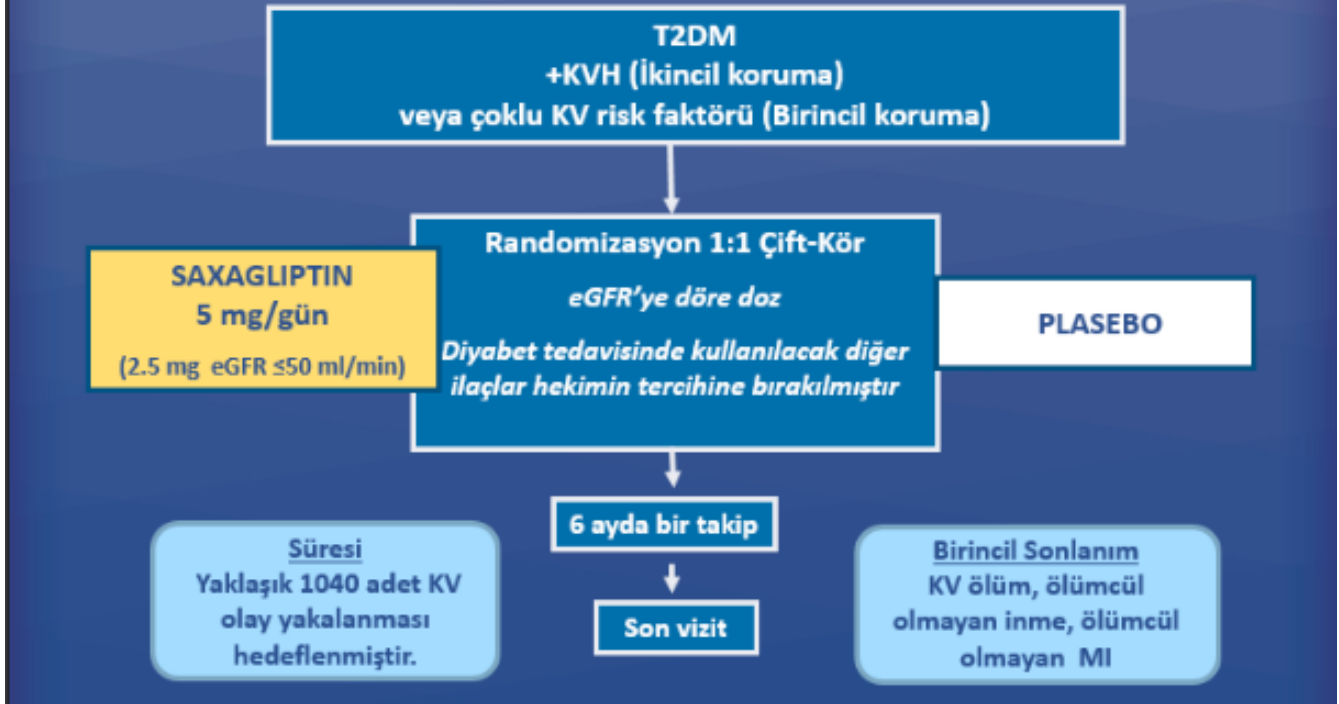 T2DM
+KVH (İkincil koruma)
veya çoklu KV risk faktörü (Birincil koruma)
Randomizasyon 1:1 Çift-Kör
eGFR'ye döre doz
Diyabet tedavisinde kullanılacak diğer
ilaçlar hekimin tercihine bırakılmıştır
SAXAGLIPTIN
5 mg/gün
(2.5 mg eGFR ≤50 ml/min)
PLASEBO
6 ayda bir takip
Son vizit
Süresi
Yaklaşık 1040 adet KV
olay yakalanması
hedeflenmiştir.
Birincil Sonlanım
KV ölüm, ölümcül
olmayan inme, ölümcül
olmayan MI